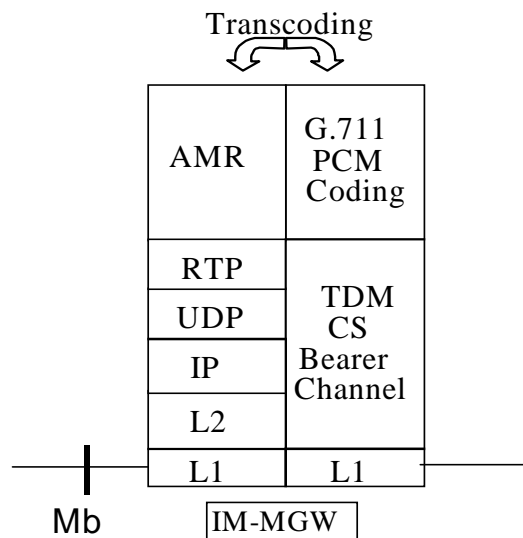 Transcoding
AMR
G.711
PCM
Coding
RTP
UDP
IP
L2
L1
TDM
CS
Bearer
Channel
L1
Mb
IM-MGW